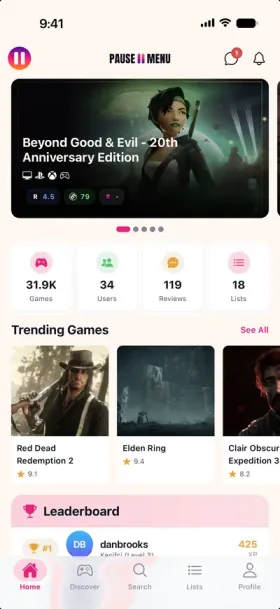 9:41
PAUSE MENU
1
Beyond Good & Evil - 20th
Anniversary Edition
R 4.5
79
-
31.9K
34
119
18
Games
Users
Reviews
Lists
Trending Games
See All
Red Dead
Redemption 2
9.1
Elden Ring
9.4
Clair Obscur
Expedition 3
8.2
Leaderboard
#1
DB
danbrooks
425
XP
Home
Discover
Search
Lists
Profile